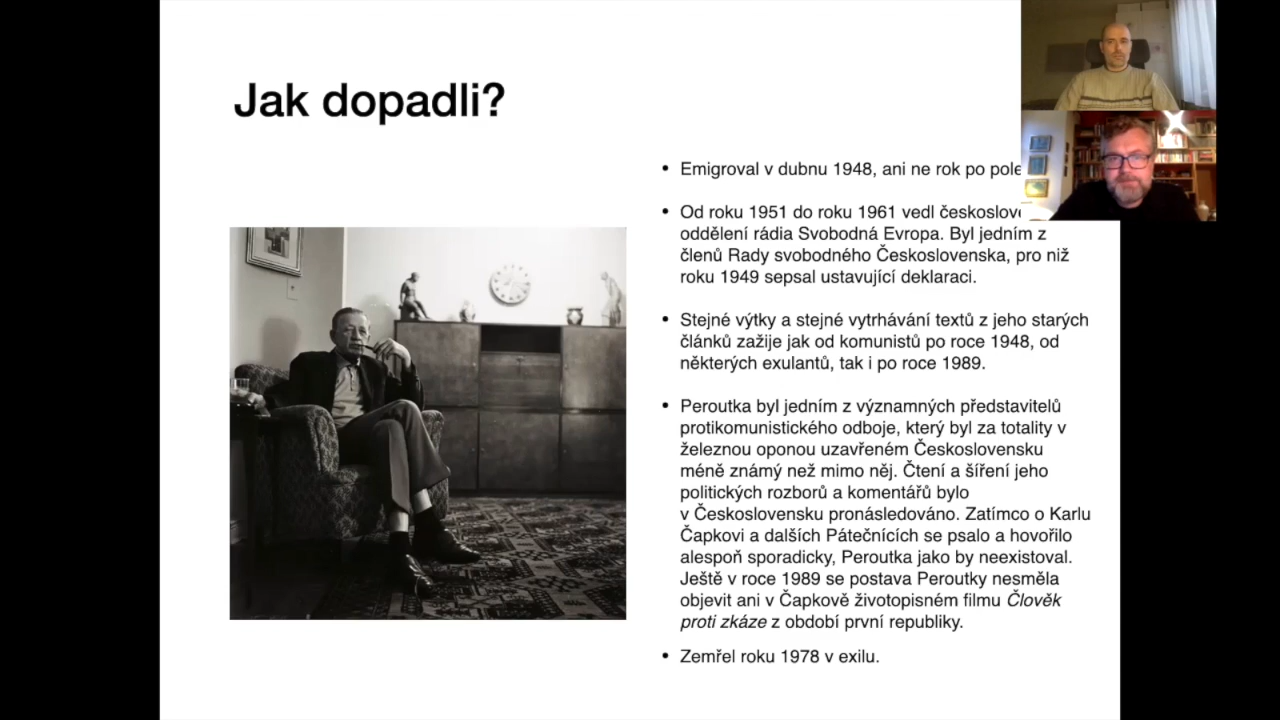 Jak dopadli?
• Emigroval v dubnu 1948, ani ne rok po
• Od roku 1951 do roku 1961 vedl
oddělení rádia Svobodná Evropa. Byl jedním z
členů Rady svobodného Československa, pro niž
roku 1949 sepsal ustavující deklaraci.
• Stejné výtky a stejné vytrhávání textů z jeho starých
článků zažije jak od komunistů po roce 1948, od
některých exulantů, tak i po roce 1989.
• Peroutka byl jedním z významných představitelů
protikomunistického odboje, který byl za totality v
železnou oponou uzavřeném Československu
méně známý než mimo něj. Čtení a šíření jeho
politických rozborů a komentářů bylo
v Československu pronásledováno. Zatímco o Karlu
Čapkovi a dalších Pátečnících se psalo a hovořilo
alespoň sporadicky, Peroutka jako by neexistoval.
Ještě v roce 1989 se postava Peroutky nesměla
objevit ani v Čapkově životopisném filmu Člověk
proti zkáze z období první republiky.
• Zemřel roku 1978 v exilu.